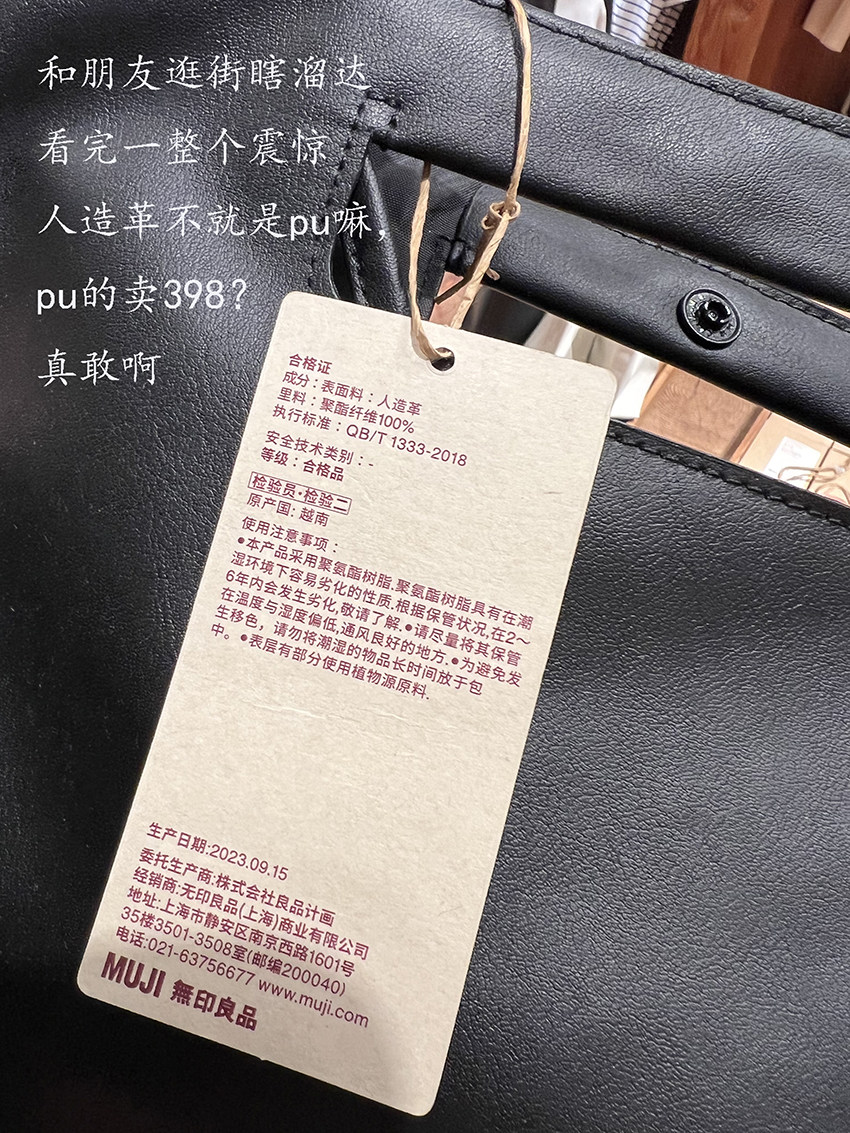 和朋友逛街瞎溜达
看完一整个震惊
人造革不就是pu嘛，
pu的卖398？
真敢啊
合格证
成分：表面料：人造革
里料：聚酯纤维100%
执行标准：QB/T 1333-2018
安全技术类别：-
等级：合格品
检验员·检验二
原产国：越南
使用注意事项：
●本产品采用聚氨酯树脂.聚氨酯树脂具有在潮
湿环境下容易劣化的性质.根据保管状况,在2～
6年内会发生劣化,敬请了解.●请尽量将其保管
在温度与湿度偏低,通风良好的地方.●为避免发
生移色，请勿将潮湿的物品长时间放于包
中。●表层有部分使用植物源原料.
生产日期:2023.09.15
委托生产商:株式会社良品计画
经销商:无印良品(上海)商业有限公司
地址:上海市静安区南京西路1601号
35楼3501-3508室(邮编200040)
电话:021-63756677 www.muji.com
MUJI 無印良品